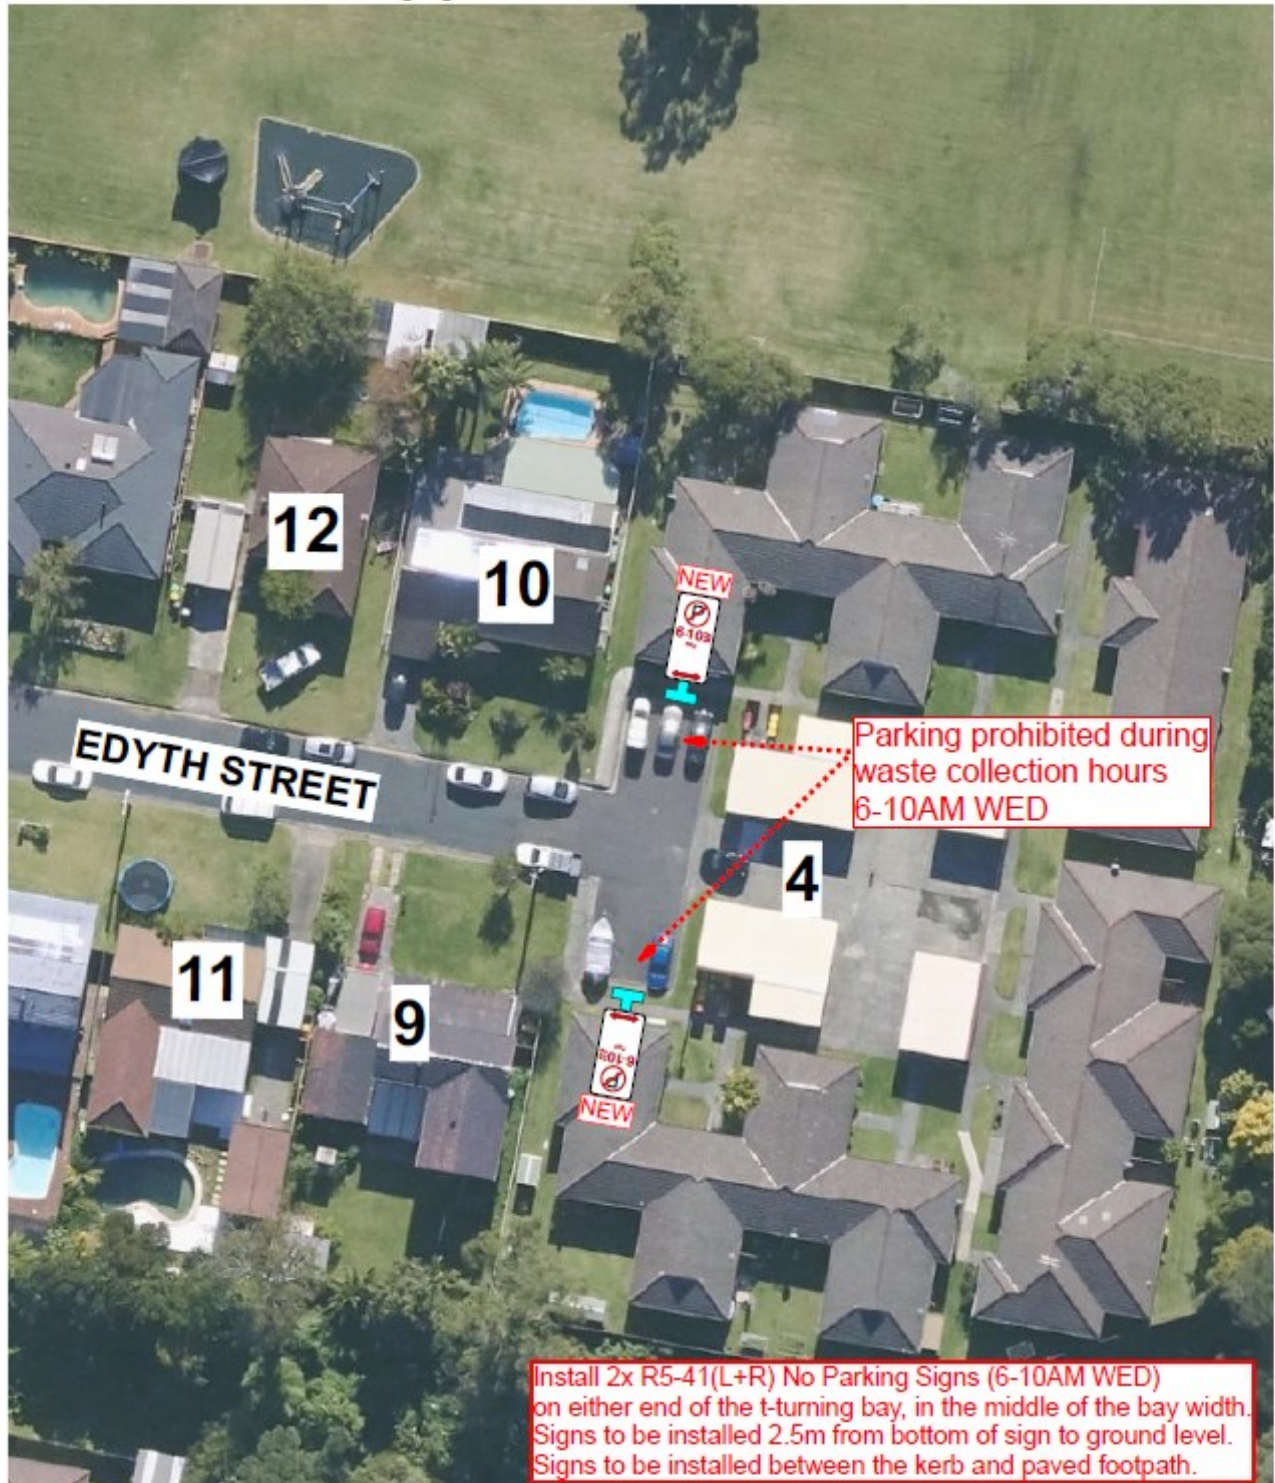 NEW
P
6-10
12
10
EDYTH STREET
Parking prohibited during
waste collection hours
6-10AM WED
4
11
9
6-10
P
NEW
Install 2x R5-41(L+R) No Parking Signs (6-10AM WED)
on either end of the t-turning bay, in the middle of the bay width.
Signs to be installed 2.5m from bottom of sign to ground level.
Signs to be installed between the kerb and paved footpath.